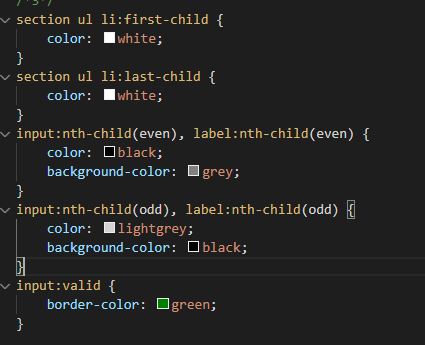 /*3*/
section ul li:first-child {
color: white;
}
section ul li:last-child {
color: white;
}
input:nth-child(even), label:nth-child(even) {
color: black;
background-color: grey;
}
input:nth-child(odd), label:nth-child(odd) {
color: lightgrey;
background-color: black;
}
input:valid {
border-color: green;
}